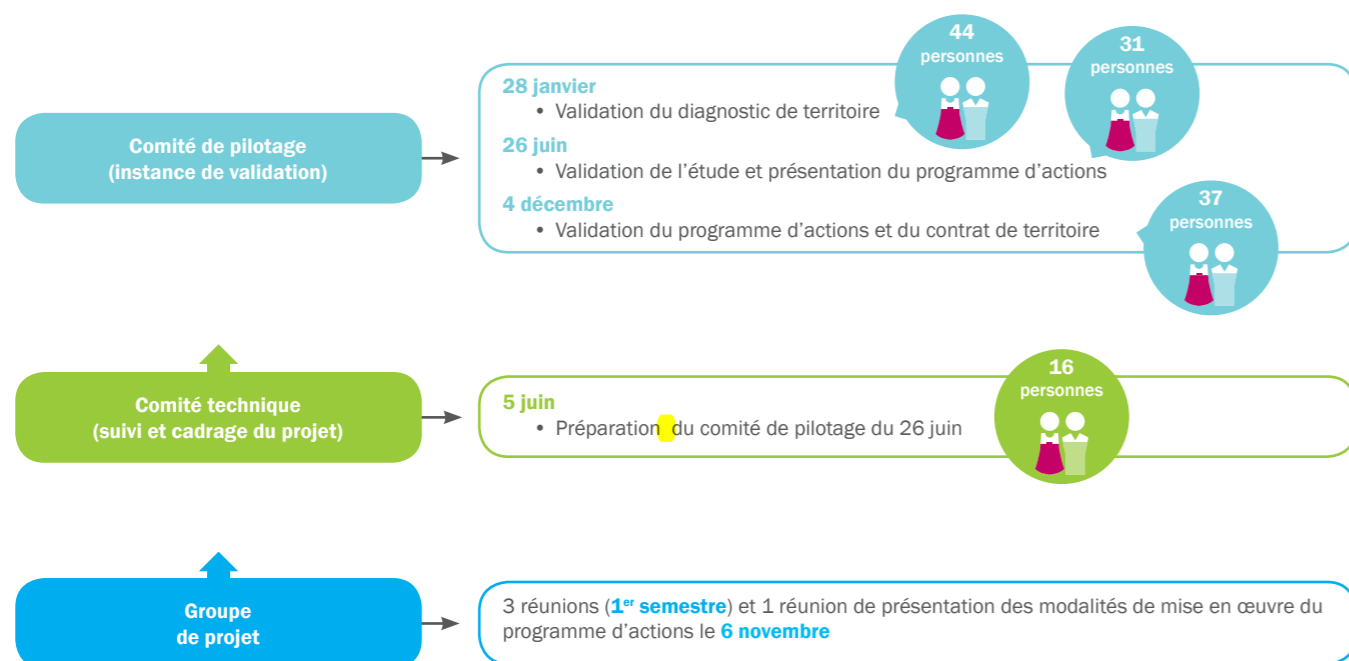 Comité de pilotage
(instance de validation)
28 janvier
• Validation du diagnostic de territoire
44
personnes
26 juin
• Validation de l’étude et présentation du programme d’actions
31
personnes
4 décembre
• Validation du programme d’actions et du contrat de territoire
37
personnes
Comité technique
(suivi et cadrage du projet)
5 juin
• Préparation du comité de pilotage du 26 juin
16
personnes
Groupe
de projet
3 réunions (1er semestre) et 1 réunion de présentation des modalités de mise en œuvre du
programme d’actions le 6 novembre